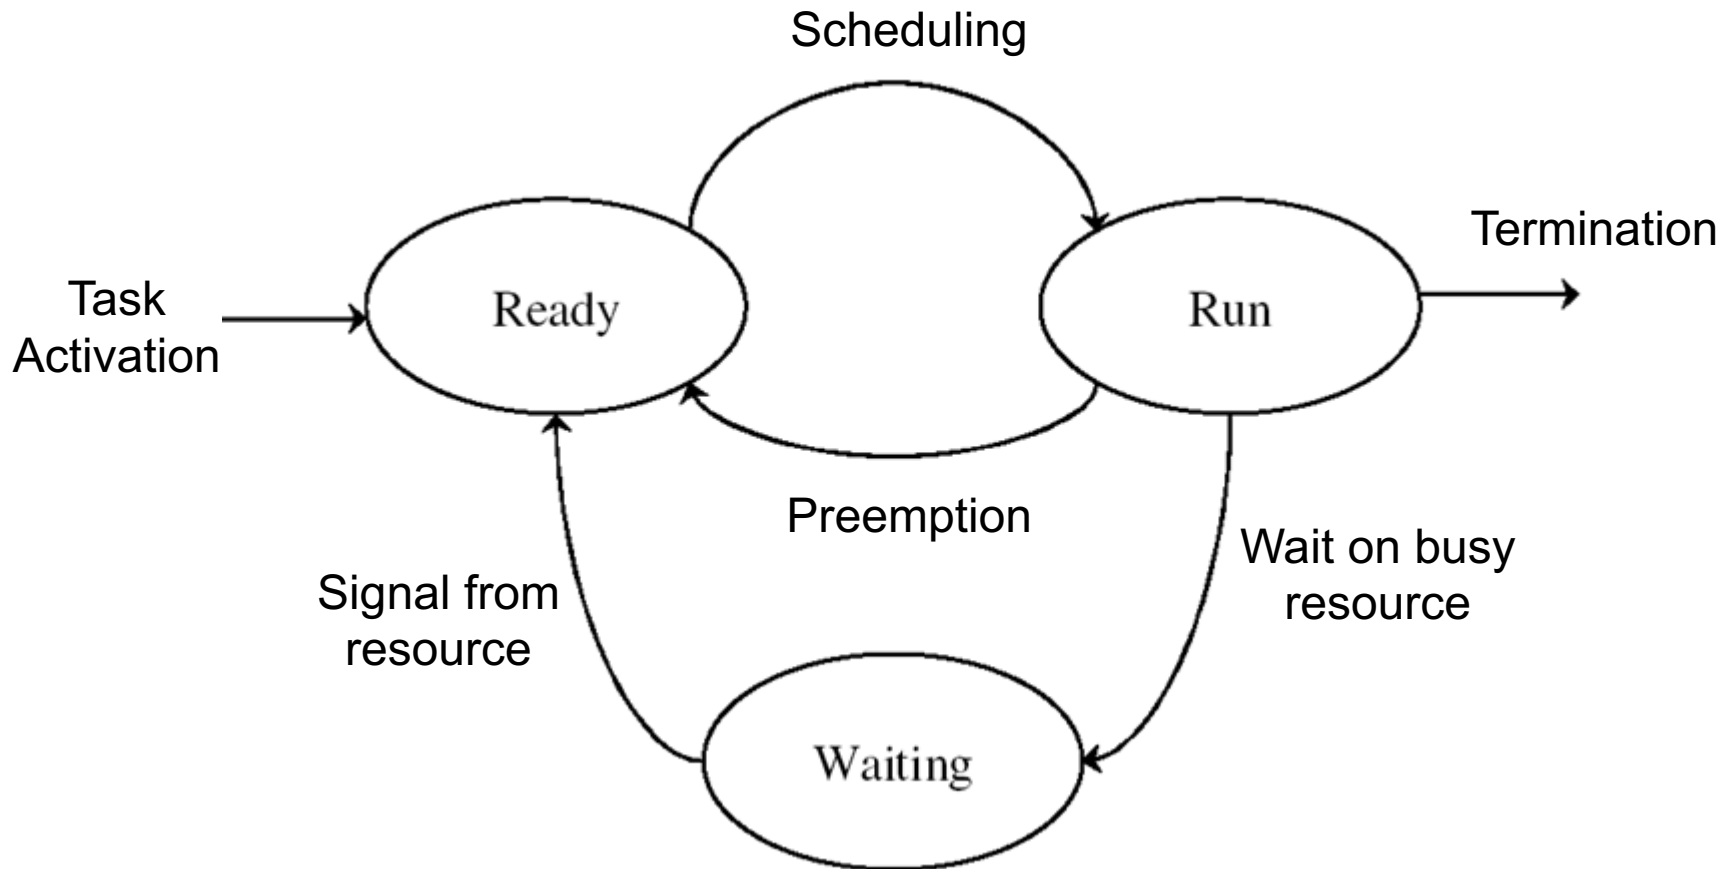 Scheduling
Termination
Task
Activation
Ready
Run
Preemption
Wait on busy
resource
Signal from
resource
Waiting